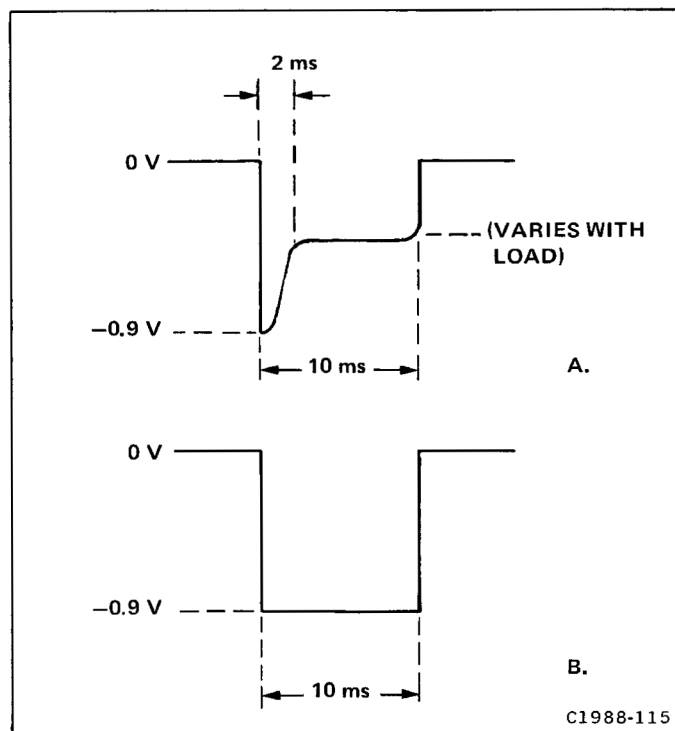 2 ms
0 V
(VARIES WITH
LOAD)
−0.9 V
10 ms
A.
0 V
−0.9 V
10 ms
B.
C1988-115